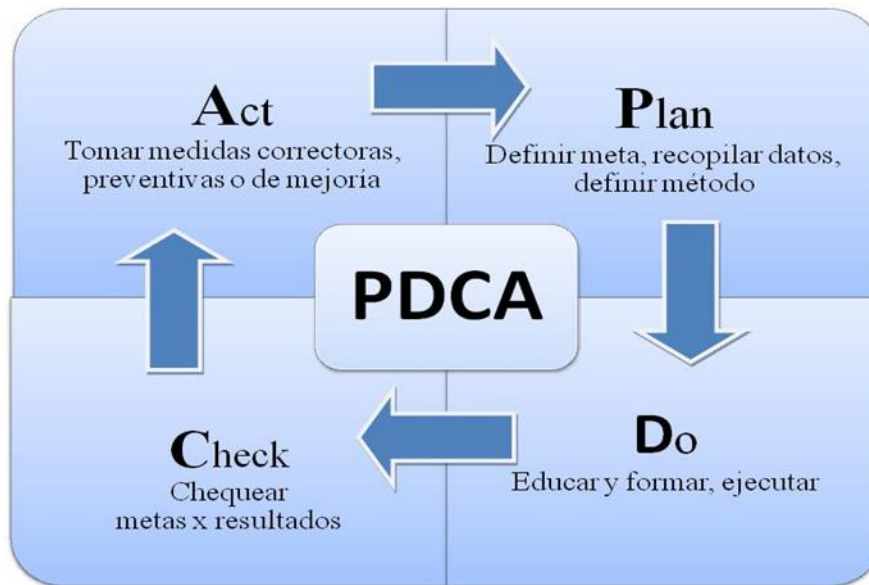 Act
Tomar medidas correctoras,
preventivas o de mejoria
Plan
Definir meta, recopilar datos,
definir método
PDCA
Check
Chequear
metas x resultados
Do
Educar y formar, ejecutar